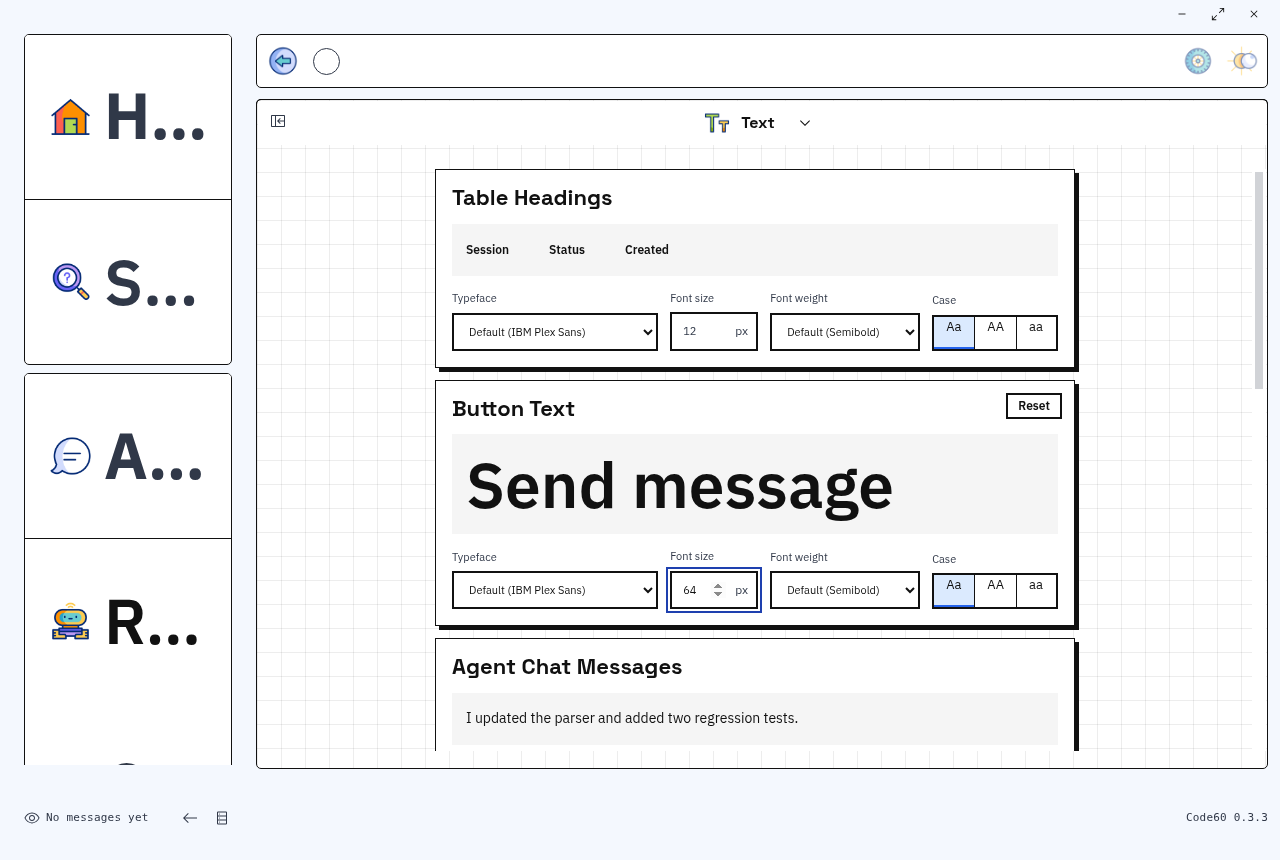 H...
S...
A...
R...
Text
Table Headings
Session Status Created
Typeface Font size Font weight Case
Default (IBM Plex Sans) 12 px Default (Semibold) Aa AA aa
Button Text
Reset
Send message
Typeface Font size Font weight Case
Default (IBM Plex Sans) 64 px Default (Semibold) Aa AA aa
Agent Chat Messages
I updated the parser and added two regression tests.
No messages yet
Code60 0.3.3